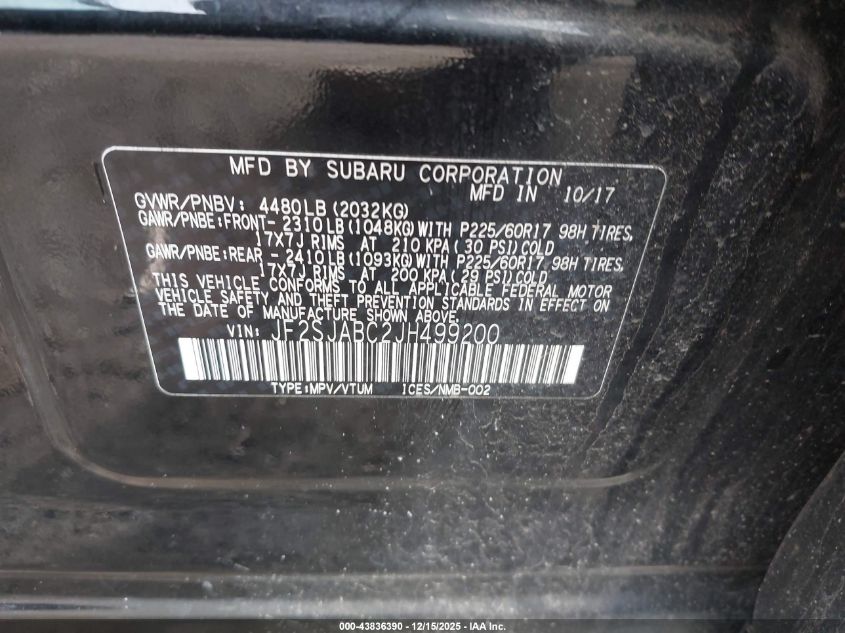 MFD BY SUBARU CORPORATION
MFD IN 10/17
GVWR/PNBV: 4480LB(2032KG)
GAWR/PNBE:FRONT- 2310LB(1048KG)WITH P225/60R17 98H TIRES,
17X7J RIMS AT 210 KPA(30 PSI)COLD
GAWR/PNBE:REAR - 2410LB(1093KG)WITH P225/60R17 98H TIRES,
17X7J RIMS AT 200 KPA(29 PSI)COLD
THIS VEHICLE CONFORMS TO ALL APPLICABLE FEDERAL MOTOR
VEHICLE SAFETY AND THEFT PREVENTION STANDARDS IN EFFECT ON
THE DATE OF MANUFACTURE SHOWN ABOVE.
VIN: JF2SJABC2JH499200
TYPE:MPV/VTUM ICES/NMB-002
000-43836390 - 12/15/2025 - IAA Inc.